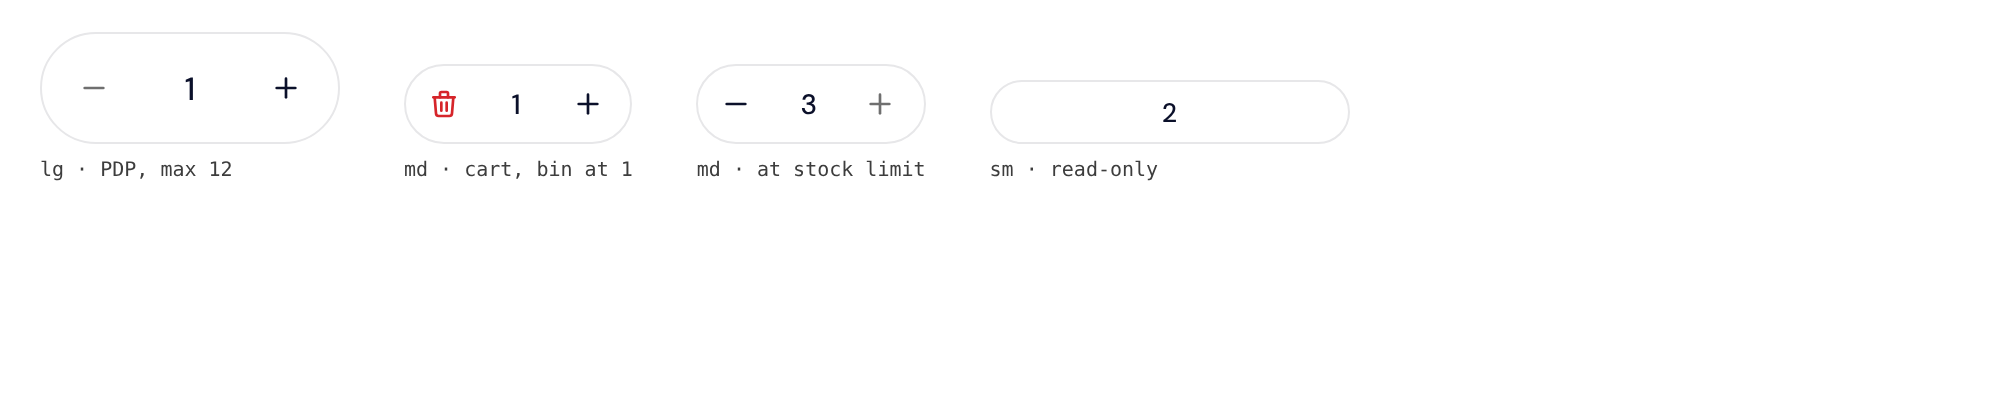 1
1
3
2
lg · PDP, max 12
md · cart, bin at 1
md · at stock limit
sm · read-only